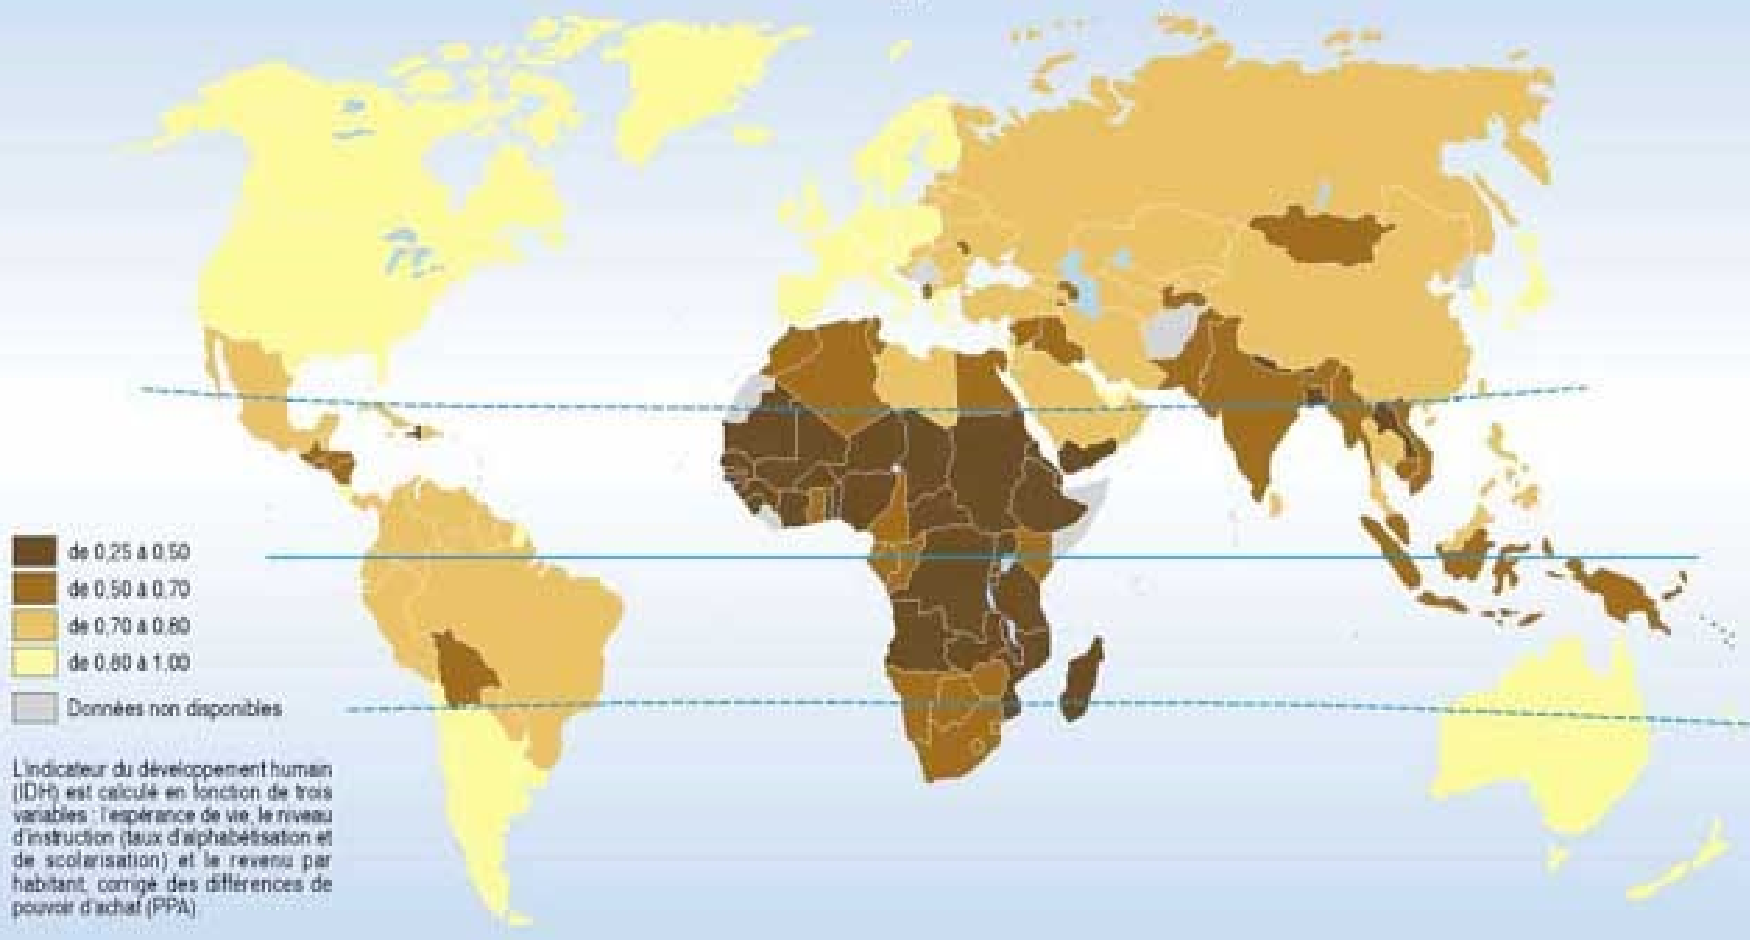 de 0,25 à 0,50
de 0,50 à 0,70
de 0,70 à 0,80
de 0,80 à 1,00
Données non disponibles
L'indicateur du développement humain
(IDH) est calculé en fonction de trois
variables : l'espérance de vie, le niveau
d'instruction (taux d'alphabétisation et
de scolarisation) et le revenu par
habitant, corrigé des différences de
pouvoir d'achat (PPA)